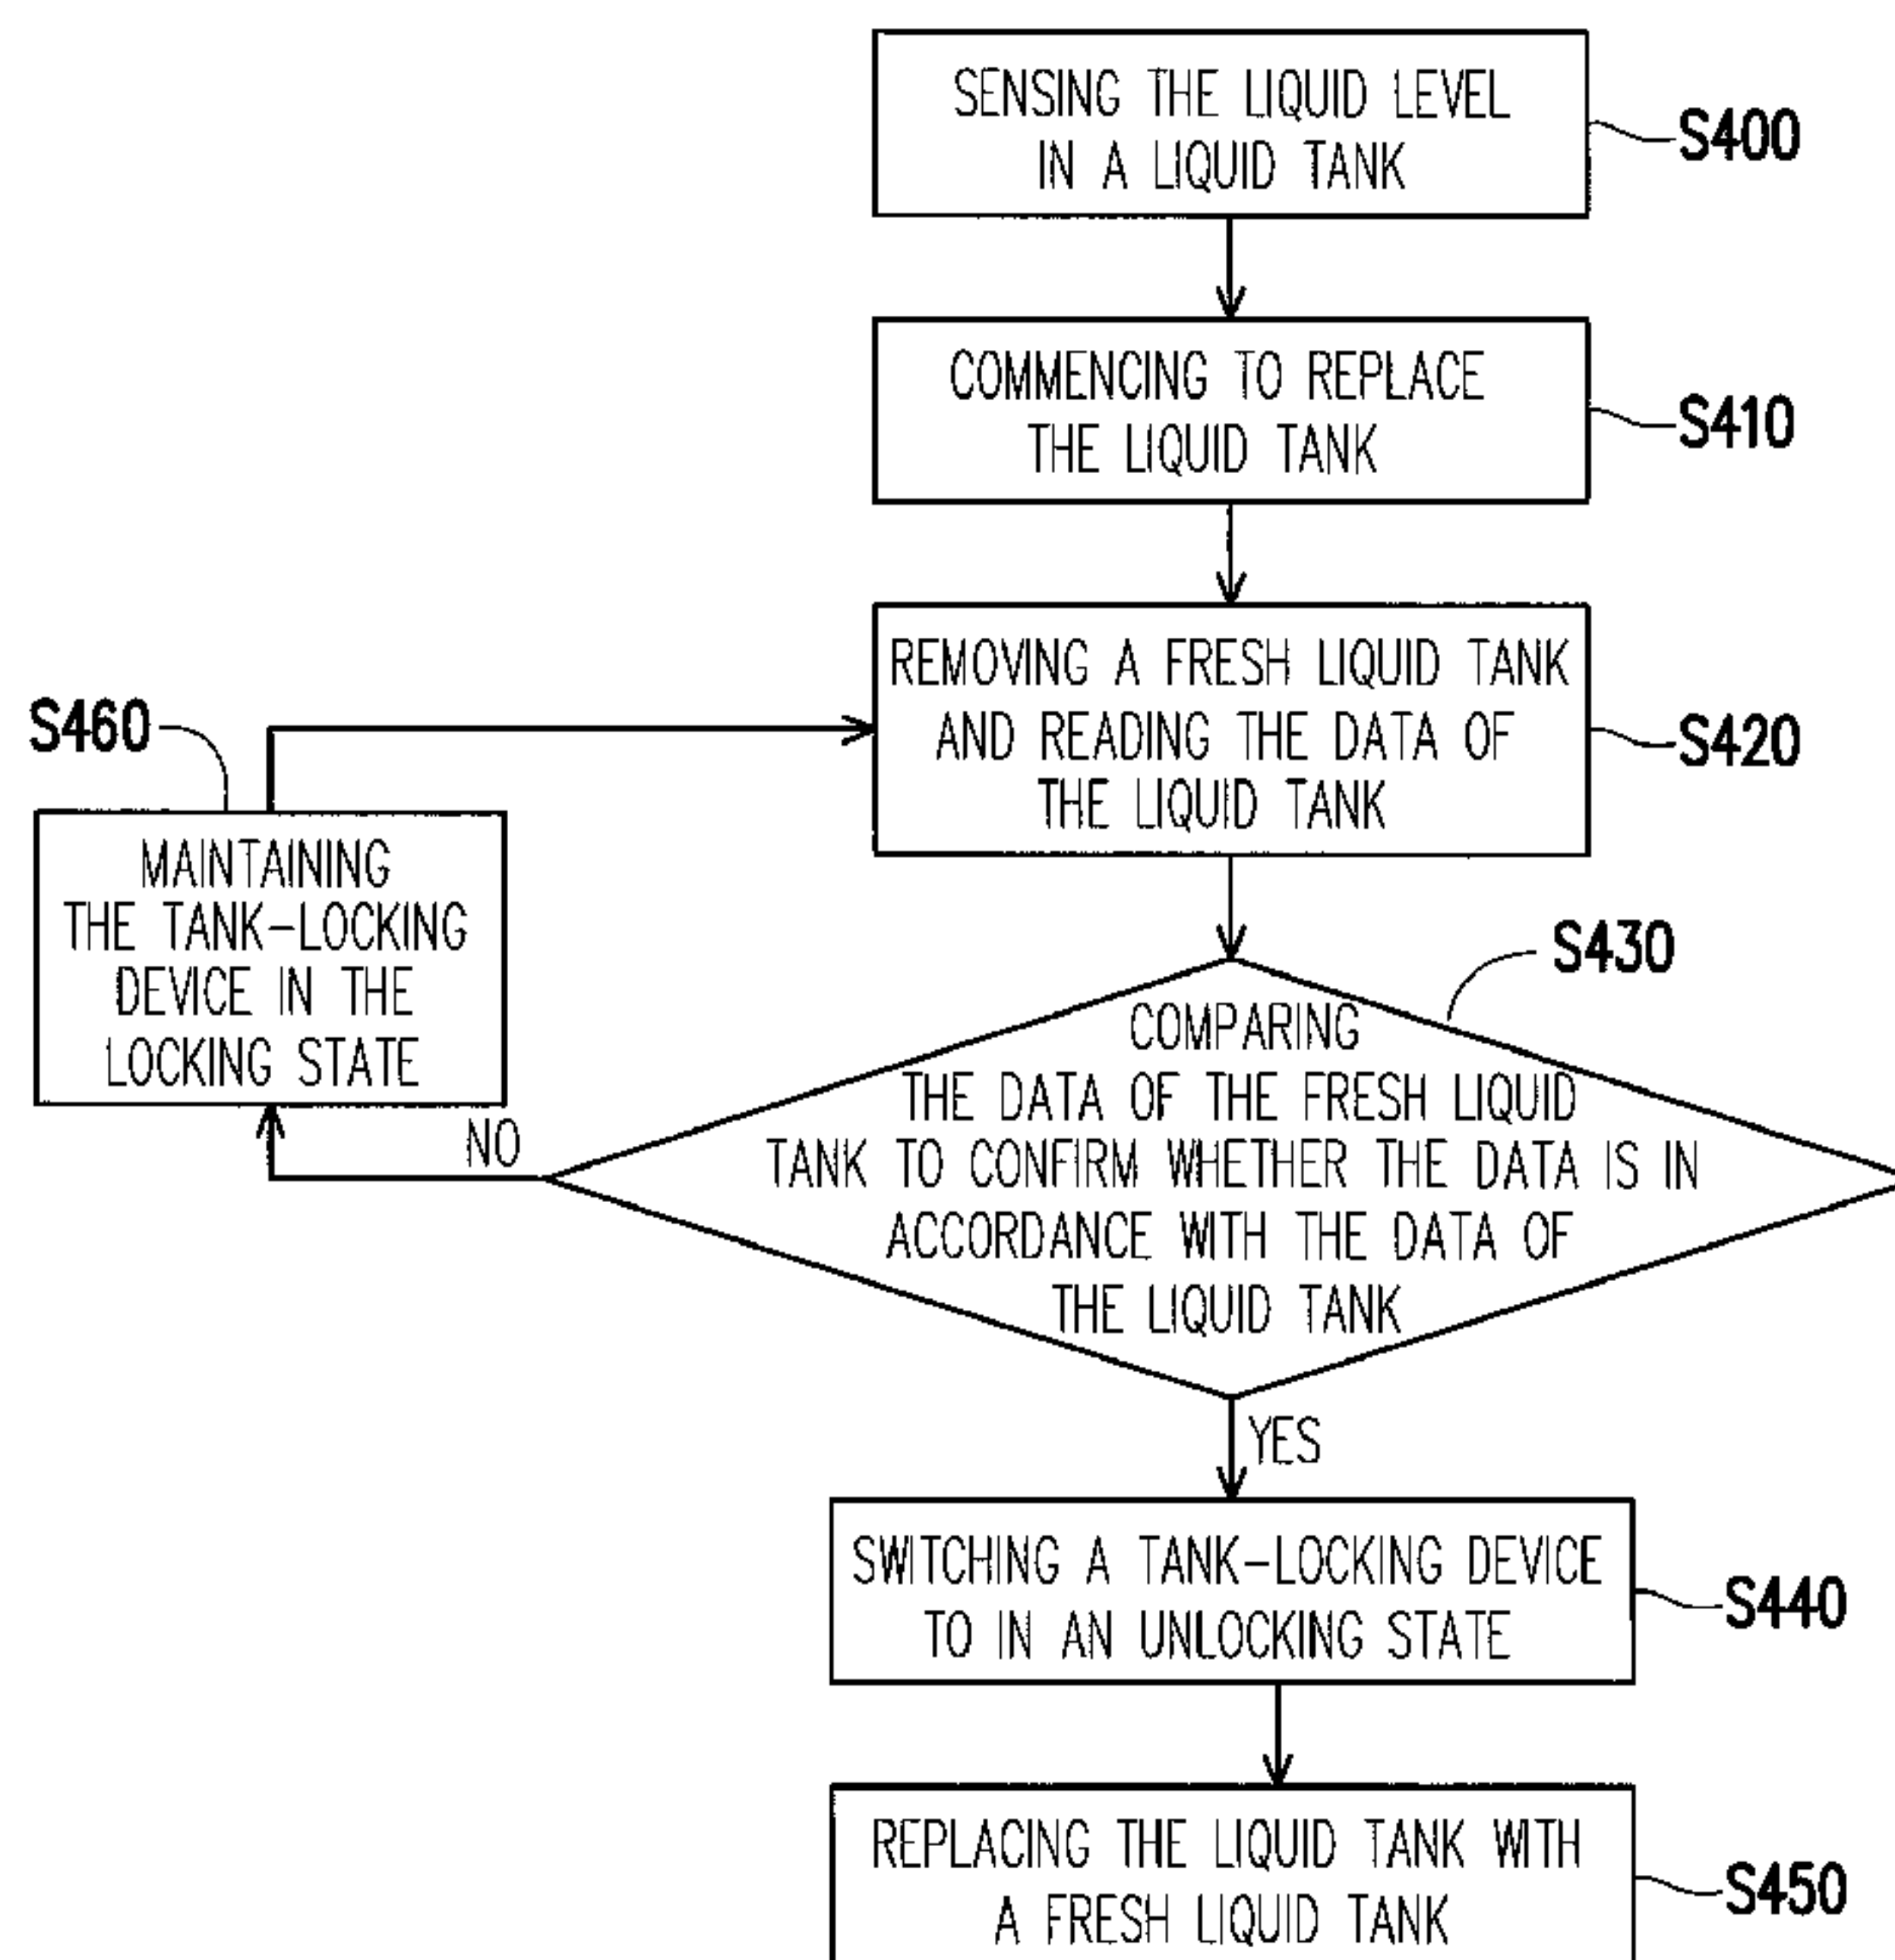 SENSING THE LIQUID LEVEL
IN A LIQUID TANK
S400
COMMENCING TO REPLACE
THE LIQUID TANK
S410
REMOVING A FRESH LIQUID TANK
AND READING THE DATA OF
THE LIQUID TANK
S420
S460
MAINTAINING
THE TANK-LOCKING
DEVICE IN THE
LOCKING STATE
S430
COMPARING
THE DATA OF THE FRESH LIQUID
TANK TO CONFIRM WHETHER THE DATA IS IN
ACCORDANCE WITH THE DATA OF
THE LIQUID TANK
NO
YES
SWITCHING A TANK-LOCKING DEVICE
TO IN AN UNLOCKING STATE
S440
REPLACING THE LIQUID TANK WITH
A FRESH LIQUID TANK
S450